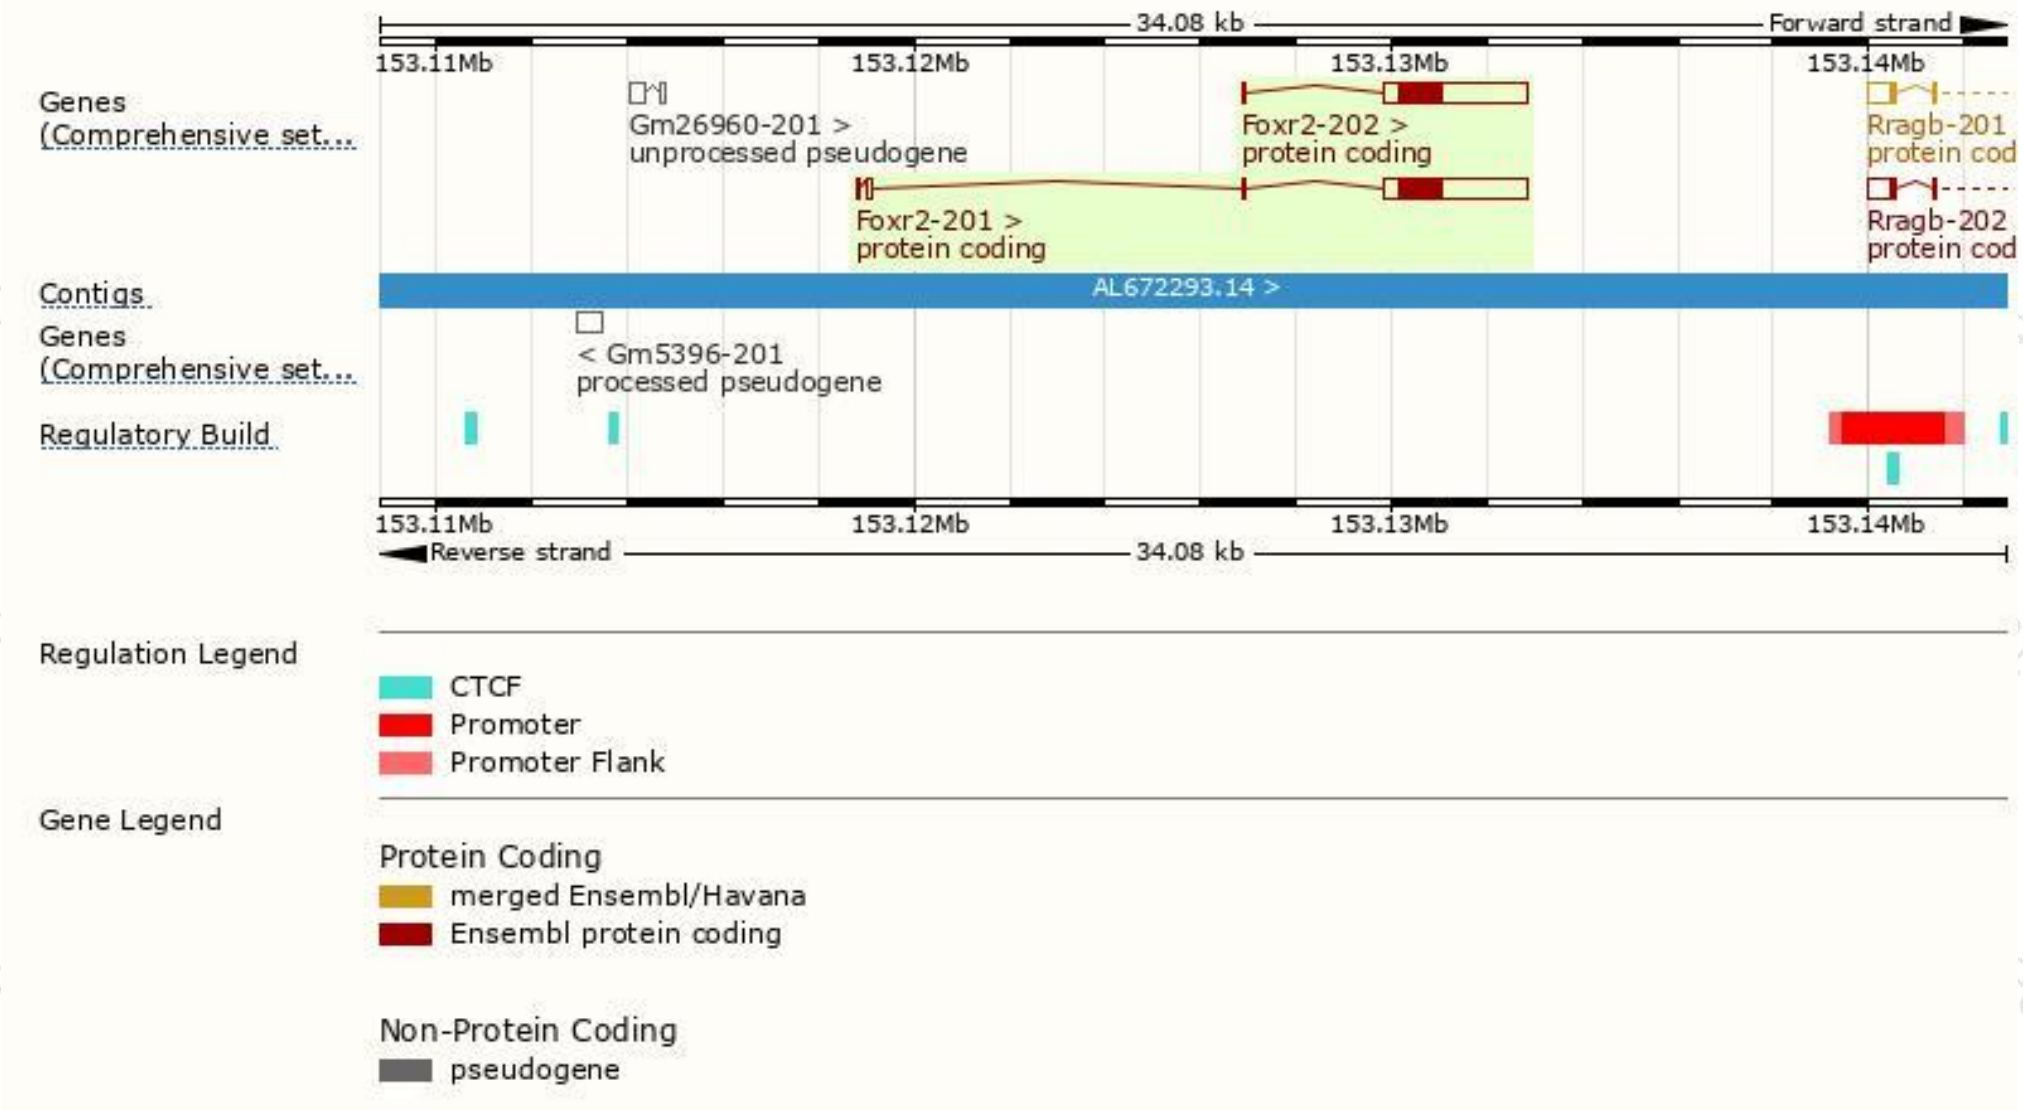 34.08 kb Forward strand
153.11Mb 153.12Mb 153.13Mb 153.14Mb
Genes
(Comprehensive set...
Gm26960-201 >
unprocessed pseudogene
Foxr2-202 >
protein coding
Rragb-201
protein cod
Foxr2-201 >
protein coding
Rragb-202
protein cod
Contigs
AL672293.14 >
Genes
(Comprehensive set...
< Gm5396-201
processed pseudogene
Regulatory Build
153.11Mb 153.12Mb 153.13Mb 153.14Mb
Reverse strand 34.08 kb
Regulation Legend
CTCF
Promoter
Promoter Flank
Gene Legend
Protein Coding
merged Ensembl/Havana
Ensembl protein coding
Non-Protein Coding
pseudogene